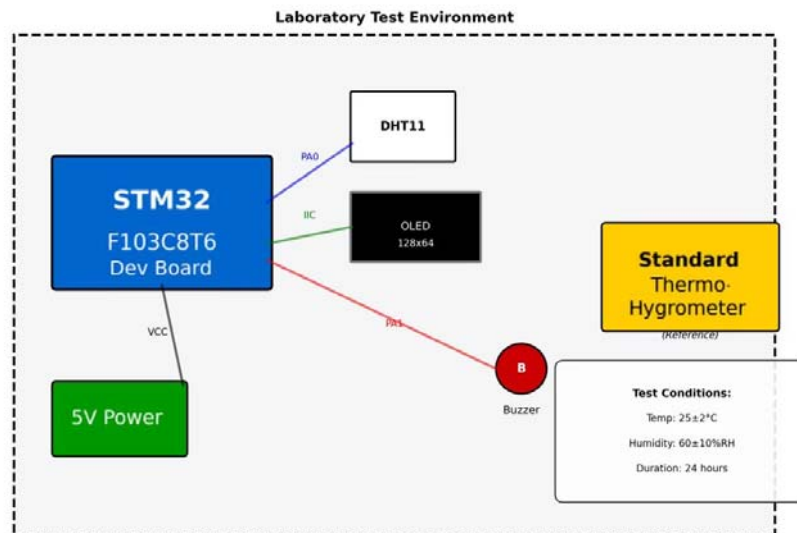 Laboratory Test Environment
DHT11
PA0
STM32
F103C8T6
Dev Board
IIC
OLED
128x64
Standard
Thermo-
Hygrometer
(Reference)
PA1
VCC
B
Buzzer
5V Power
Test Conditions:
Temp: 25±2°C
Humidity: 60±10%RH
Duration: 24 hours